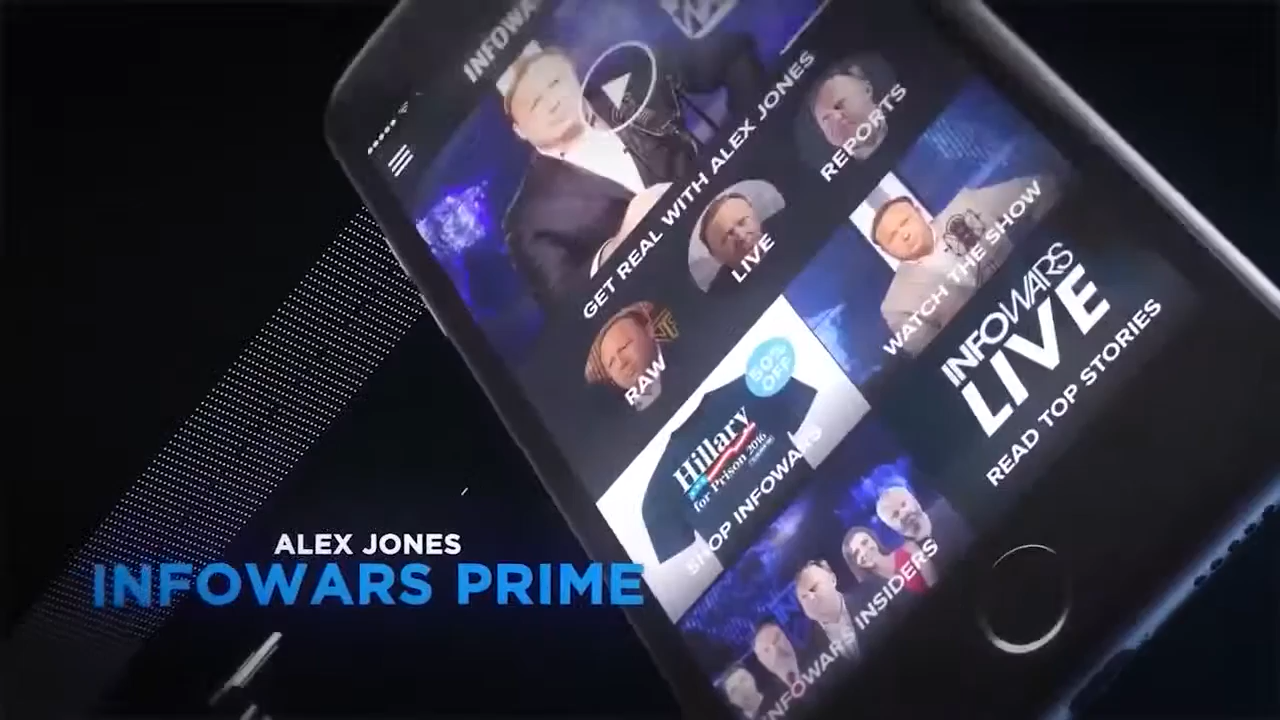 INFOWA
GET REAL WITH ALEX JONES
REPORTS
LIVE
RAW
WATCH THE SHOW
50%
OFF
Hillary
for Prison 2016
SHOP INFOWARS
INFOWARS
LIVE
READ TOP STORIES
INFOWARS INSIDERS
ALEX JONES
INFOWARS PRIME